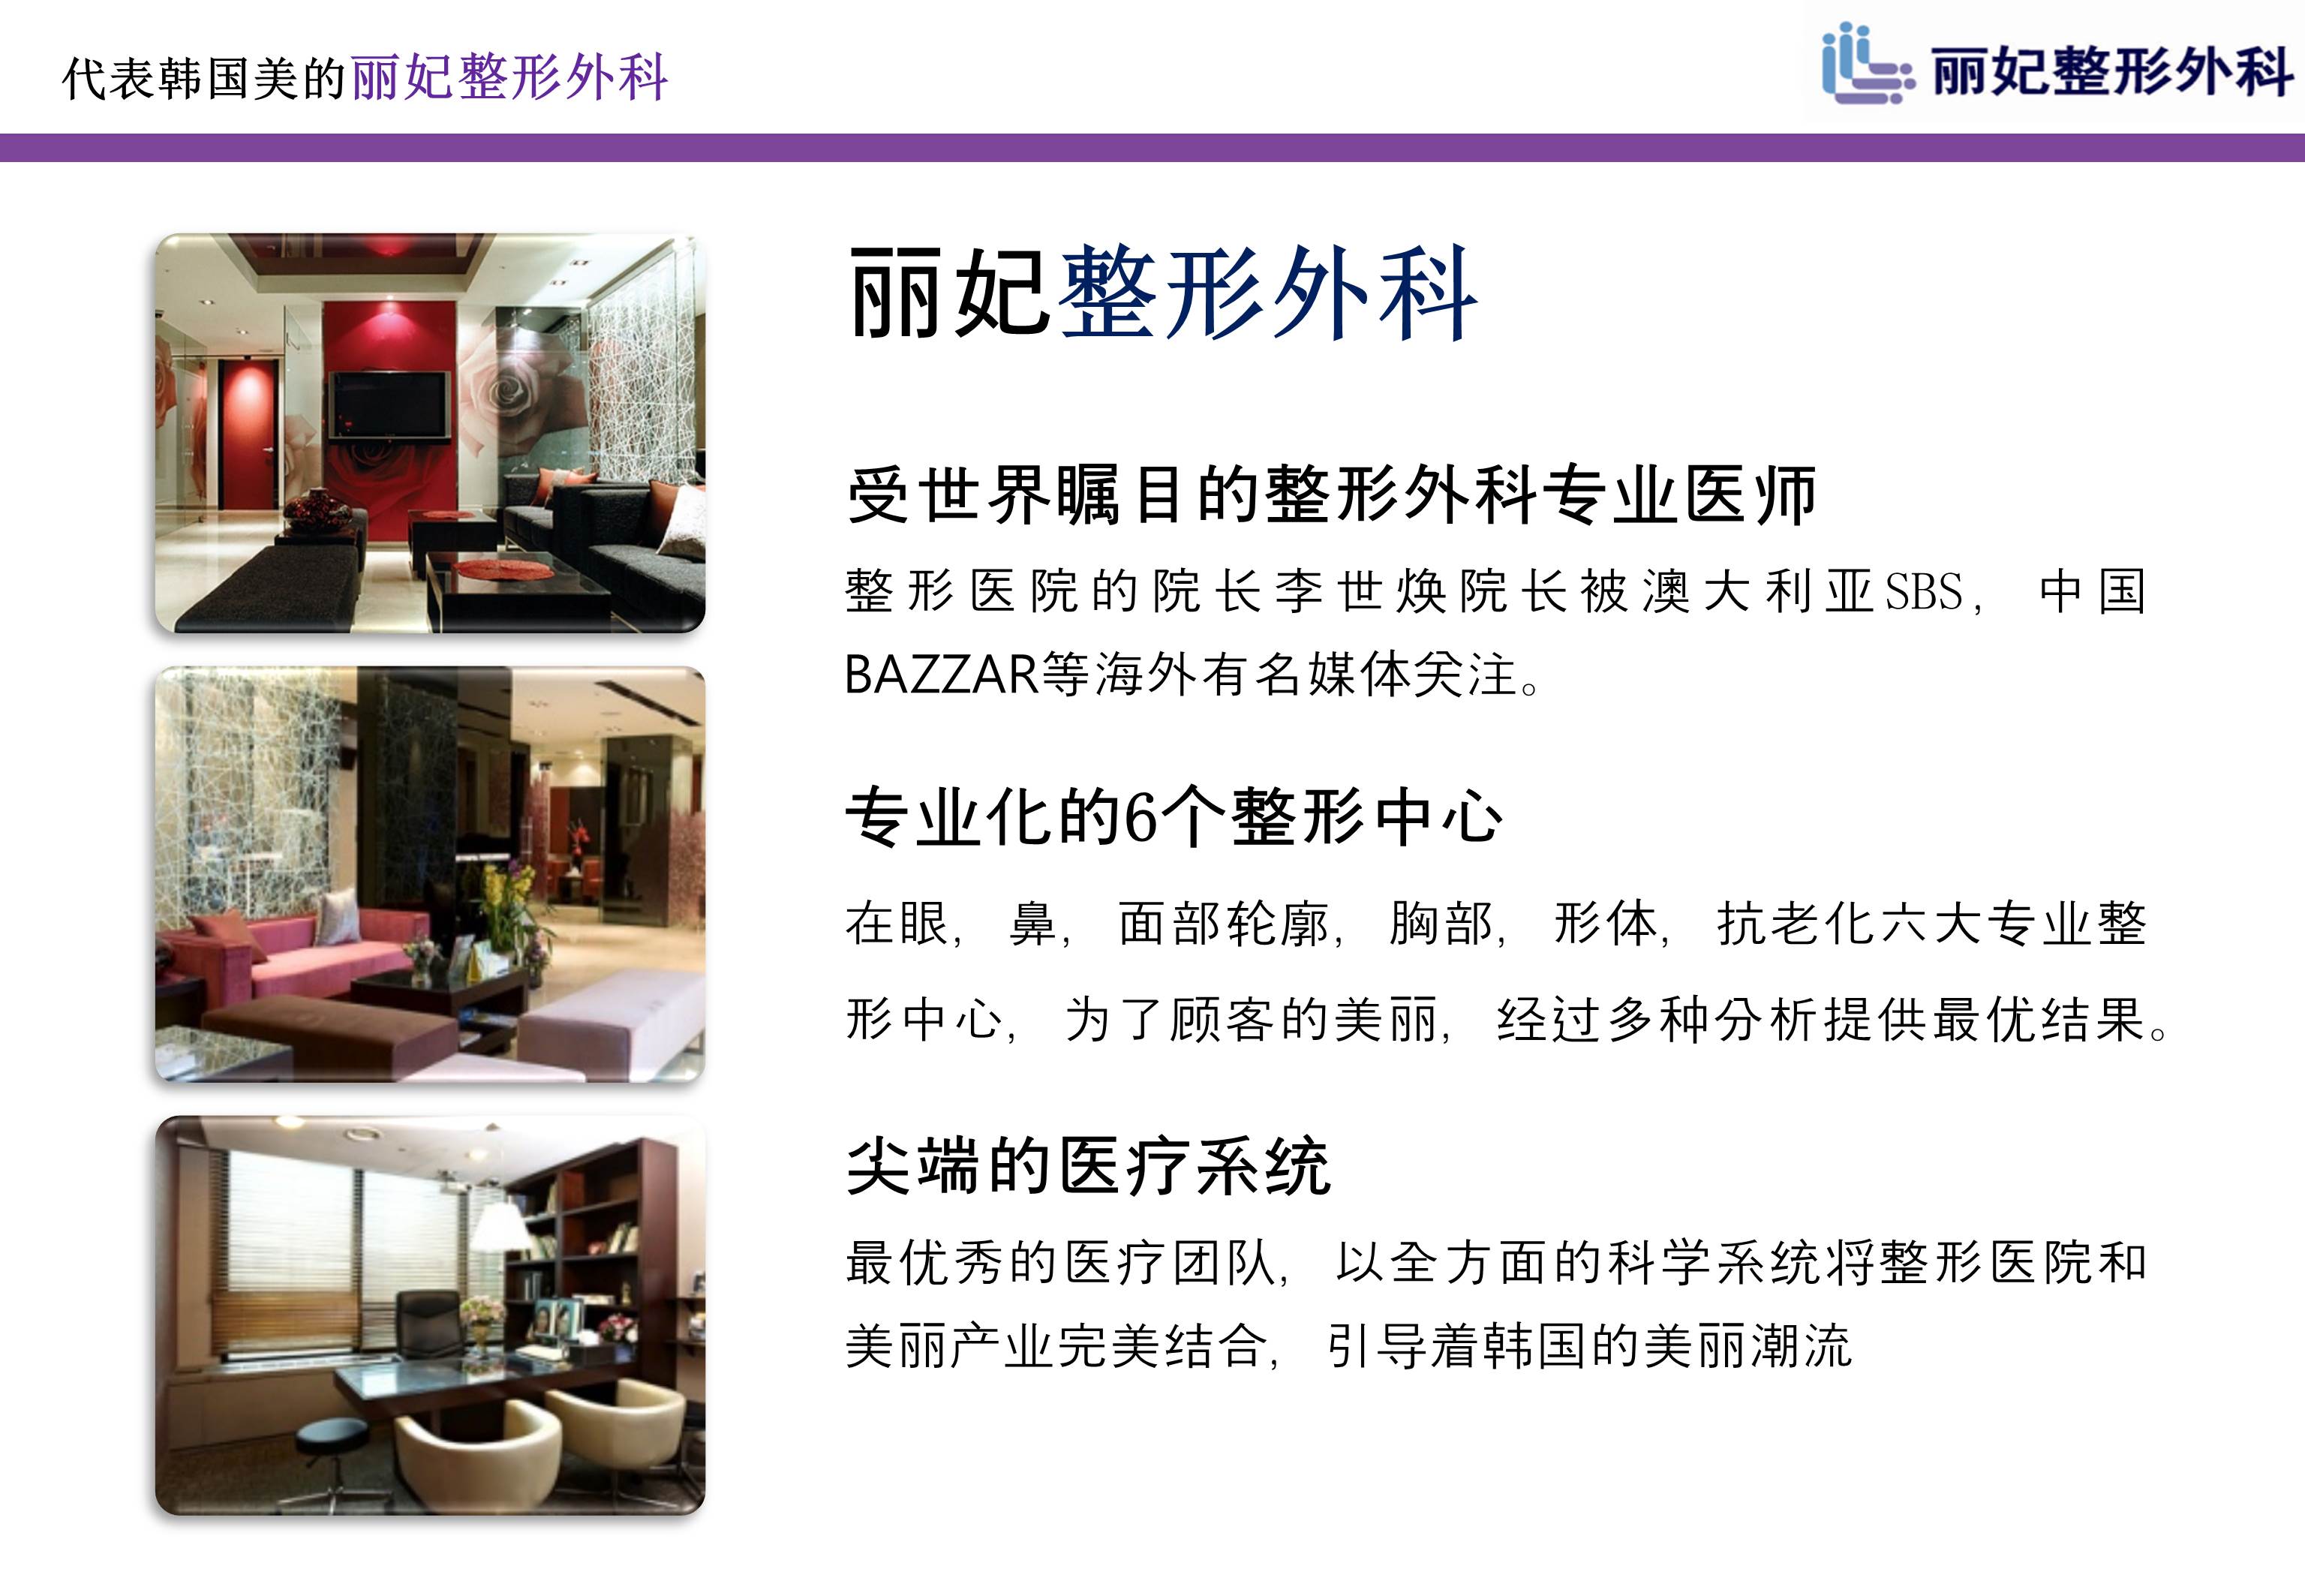 代表韩国美的丽妃整形外科
丽妃整形外科
丽妃整形外科
受世界瞩目的整形外科专业医师
整形医院的院长李世焕院长被澳大利亚SBS, 中国
BAZZAR等海外有名媒体关注。
专业化的6个整形中心
在眼, 鼻, 面部轮廓, 胸部, 形体, 抗老化六大专业整
形中心, 为了顾客的美丽, 经过多种分析提供最优结果。
尖端的医疗系统
最优秀的医疗团队, 以全方面的科学系统将整形医院和
美丽产业完美结合, 引导着韩国的美丽潮流